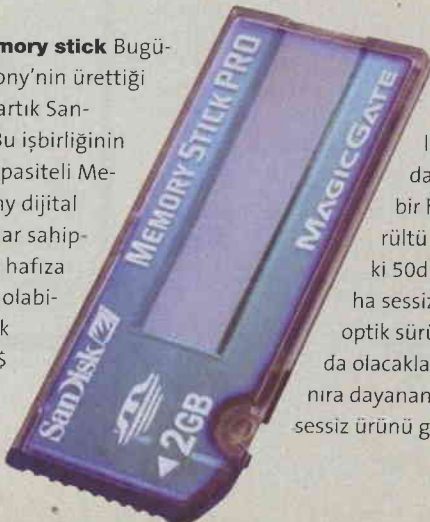 mory stick Bugü-
ony'nin ürettiği
artık San-
Bu işbirliğinin
pasiteli Me-
ny dijital
ar sahip-
hafıza
olabi-
k
$
MEMORY STICK PRO
MAGICGATE
SanDisk
2GB
l
da
bir h
rültü
ki 50d
ha sessiz
optik sürü
da olacakla
nıra dayanan
sessiz ürünü g